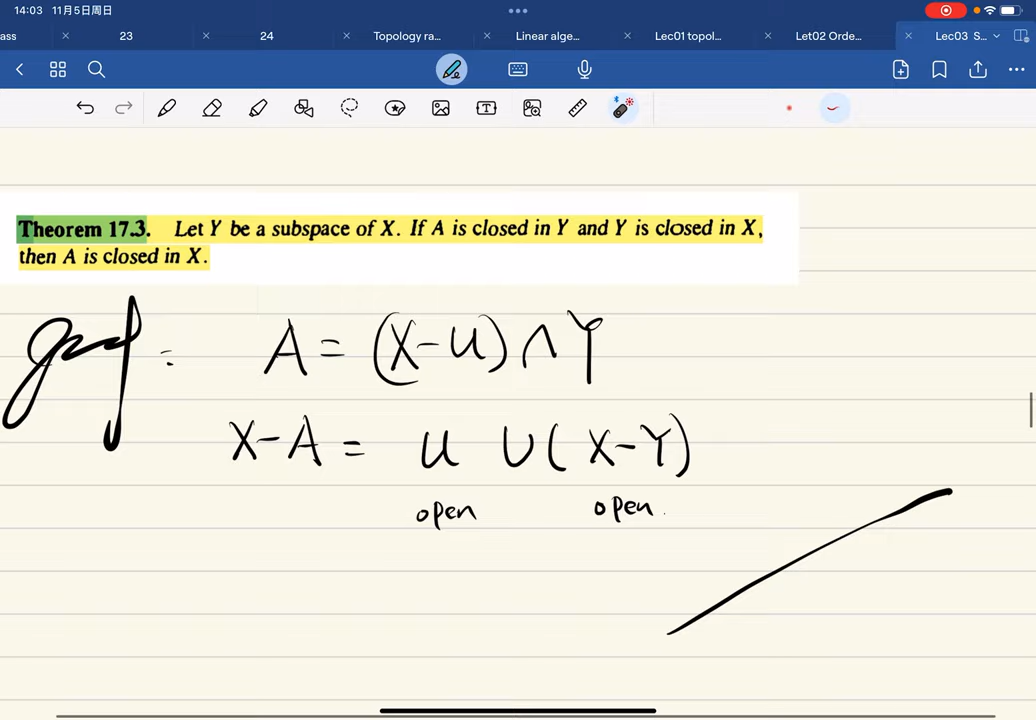 14:03 11月5日周日
ass 23 24 Topology ra... Linear alge... Lec01 topol... Let02 Orde... Lec03 S...
Theorem 17.3. Let Y be a subspace of X. If A is closed in Y and Y is closed in X,
then A is closed in X.
proof: A = (X-U)∩Y
X-A = U ∪ (X-Y)
open open.